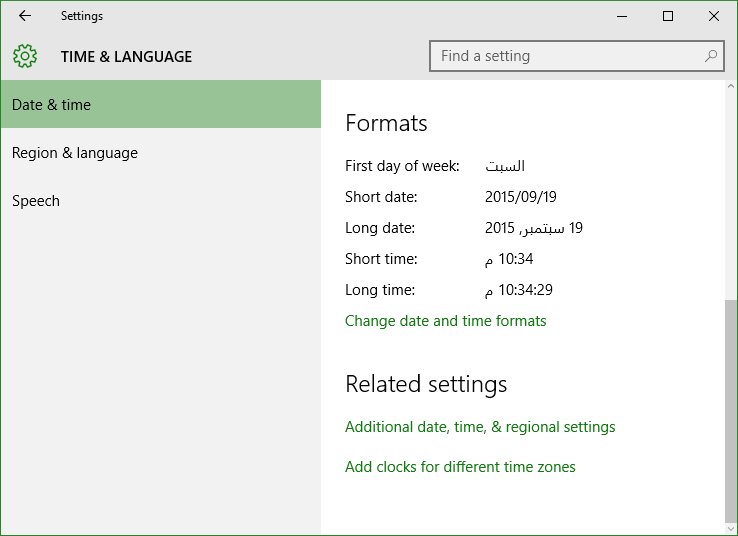 Settings
TIME & LANGUAGE
Find a setting
Date & time
Region & language
Speech
Formats
First day of week: السبت
Short date: 2015/09/19
Long date: 19 سبتمبر, 2015
Short time: 10:34 م
Long time: 10:34:29 م
Change date and time formats
Related settings
Additional date, time, & regional settings
Add clocks for different time zones